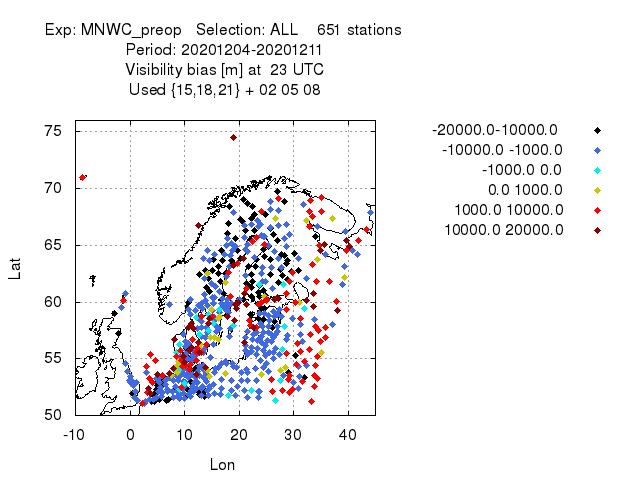 Exp: MNWC_preop Selection: ALL 651 stations
Period: 20201204-20201211
Visibility bias [m] at 23 UTC
Used {15,18,21} + 02 05 08
-20000.0-10000.0
-10000.0 -1000.0
-1000.0 0.0
0.0 1000.0
1000.0 10000.0
10000.0 20000.0
75
70
65
60
55
50
Lat
-10 0 10 20 30 40
Lon